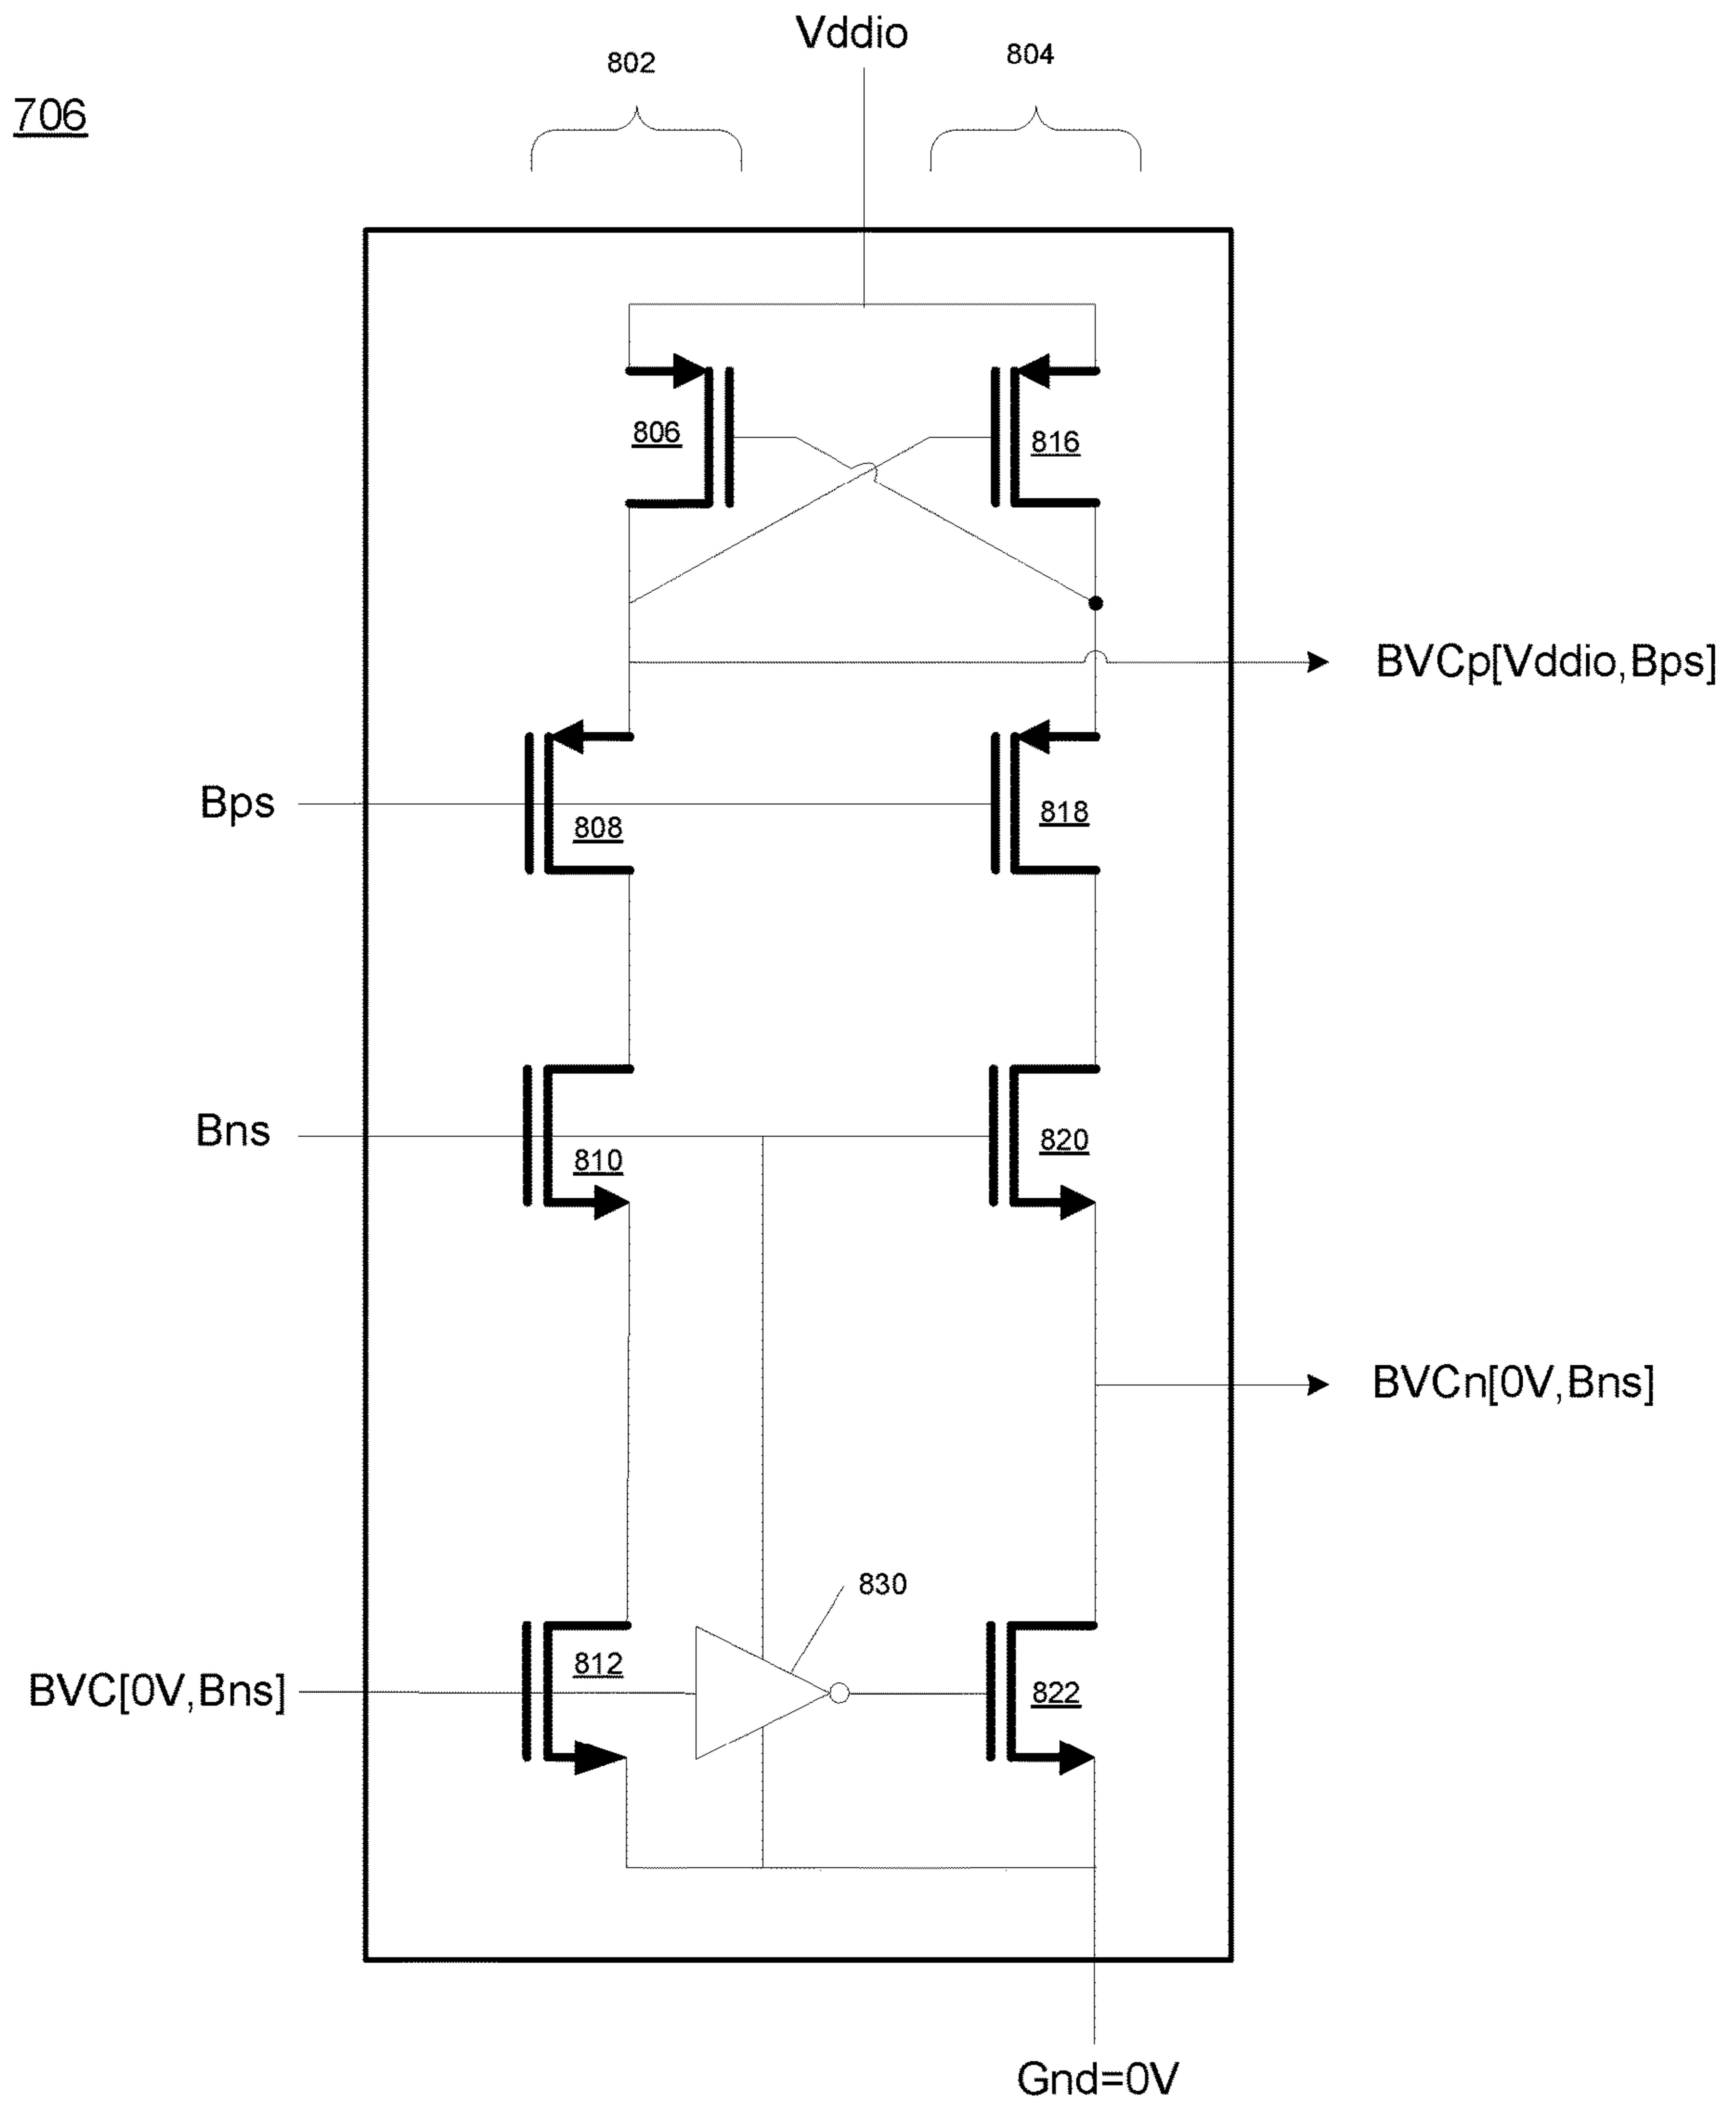 Vddio
802
804
706
806
816
BVCp[Vddio,Bps]
Bps
808
818
Bns
810
820
BVCn[0V,Bns]
830
BVC[0V,Bns]
812
822
Gnd=0V